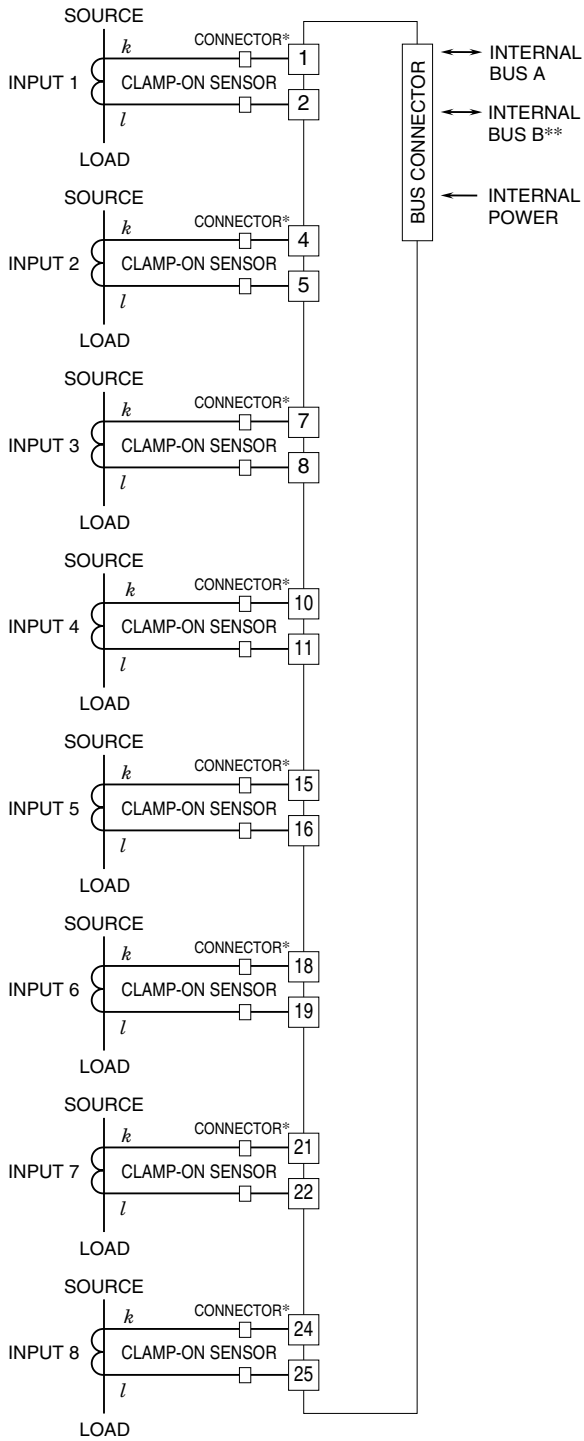 SOURCE
k
CONNECTOR*
1
INPUT 1
CLAMP-ON SENSOR
2
l
LOAD
BUS CONNECTOR
INTERNAL
BUS A
INTERNAL
BUS B**
INTERNAL
POWER
SOURCE
k
CONNECTOR*
4
INPUT 2
CLAMP-ON SENSOR
5
l
LOAD
SOURCE
k
CONNECTOR*
7
INPUT 3
CLAMP-ON SENSOR
8
l
LOAD
SOURCE
k
CONNECTOR*
10
INPUT 4
CLAMP-ON SENSOR
11
l
LOAD
SOURCE
k
CONNECTOR*
15
INPUT 5
CLAMP-ON SENSOR
16
l
LOAD
SOURCE
k
CONNECTOR*
18
INPUT 6
CLAMP-ON SENSOR
19
l
LOAD
SOURCE
k
CONNECTOR*
21
INPUT 7
CLAMP-ON SENSOR
22
l
LOAD
SOURCE
k
CONNECTOR*
24
INPUT 8
CLAMP-ON SENSOR
25
l
LOAD